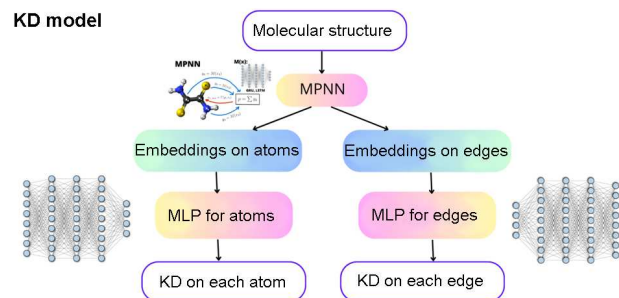 KD model
Molecular structure
MPNN
M(x):
MPNN
Embeddings on atoms
Embeddings on edges
MLP for atoms
MLP for edges
KD on each atom
KD on each edge